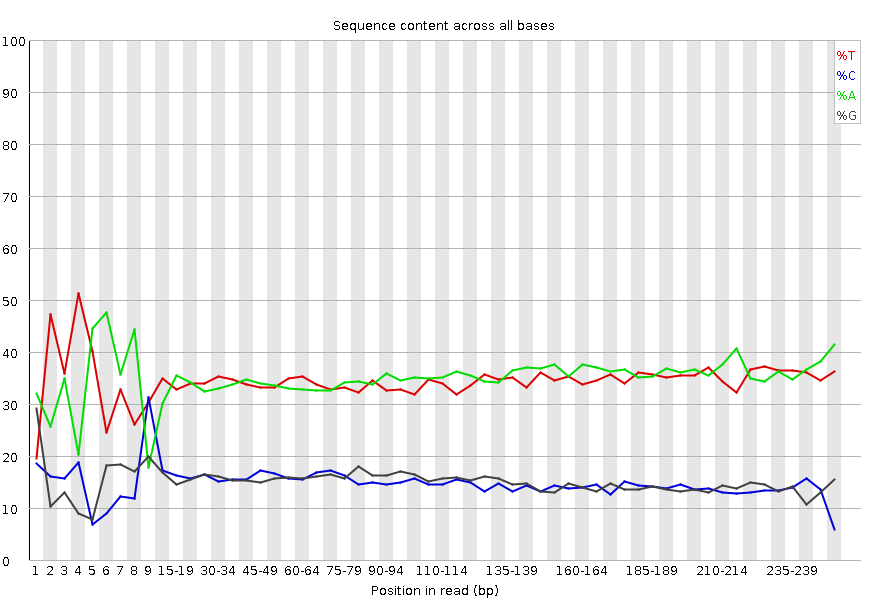 Sequence content across all bases
100
90
80
70
60
50
40
30
20
10
0
%T
%C
%A
%G
1 2 3 4 5 6 7 8 9 15-19 30-34 45-49 60-64 75-79 90-94 110-114 135-139 160-164 185-189 210-214 235-239
Position in read (bp)